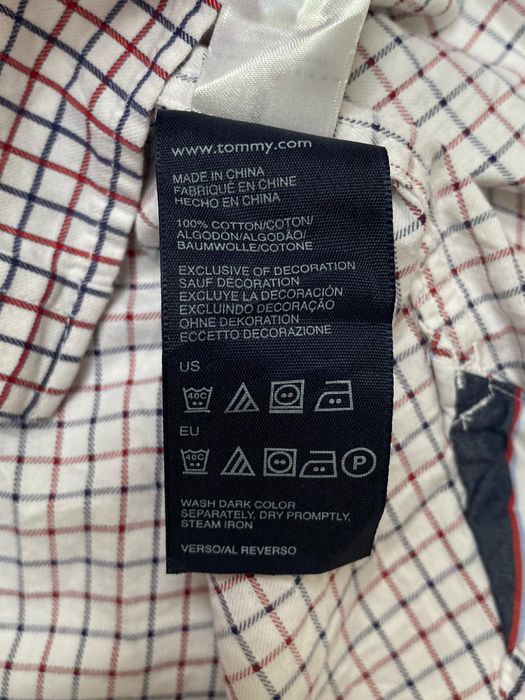 www.tommy.com
MADE IN CHINA
FABRIQUÉ EN CHINE
HECHO EN CHINA
100% COTTON/COTON/
ALGODÓN/ALGODÃO/
BAUMWOLLE/COTONE
EXCLUSIVE OF DECORATION
SAUF DÉCORATION
EXCLUYE LA DECORACIÓN
EXCLUINDO DECORAÇÃO
OHNE DEKORATION
ECCETTO DECORAZIONE
US
40C
EU
40C P
WASH DARK COLOR
SEPARATELY, DRY PROMPTLY,
STEAM IRON
VERSO/AL REVERSO